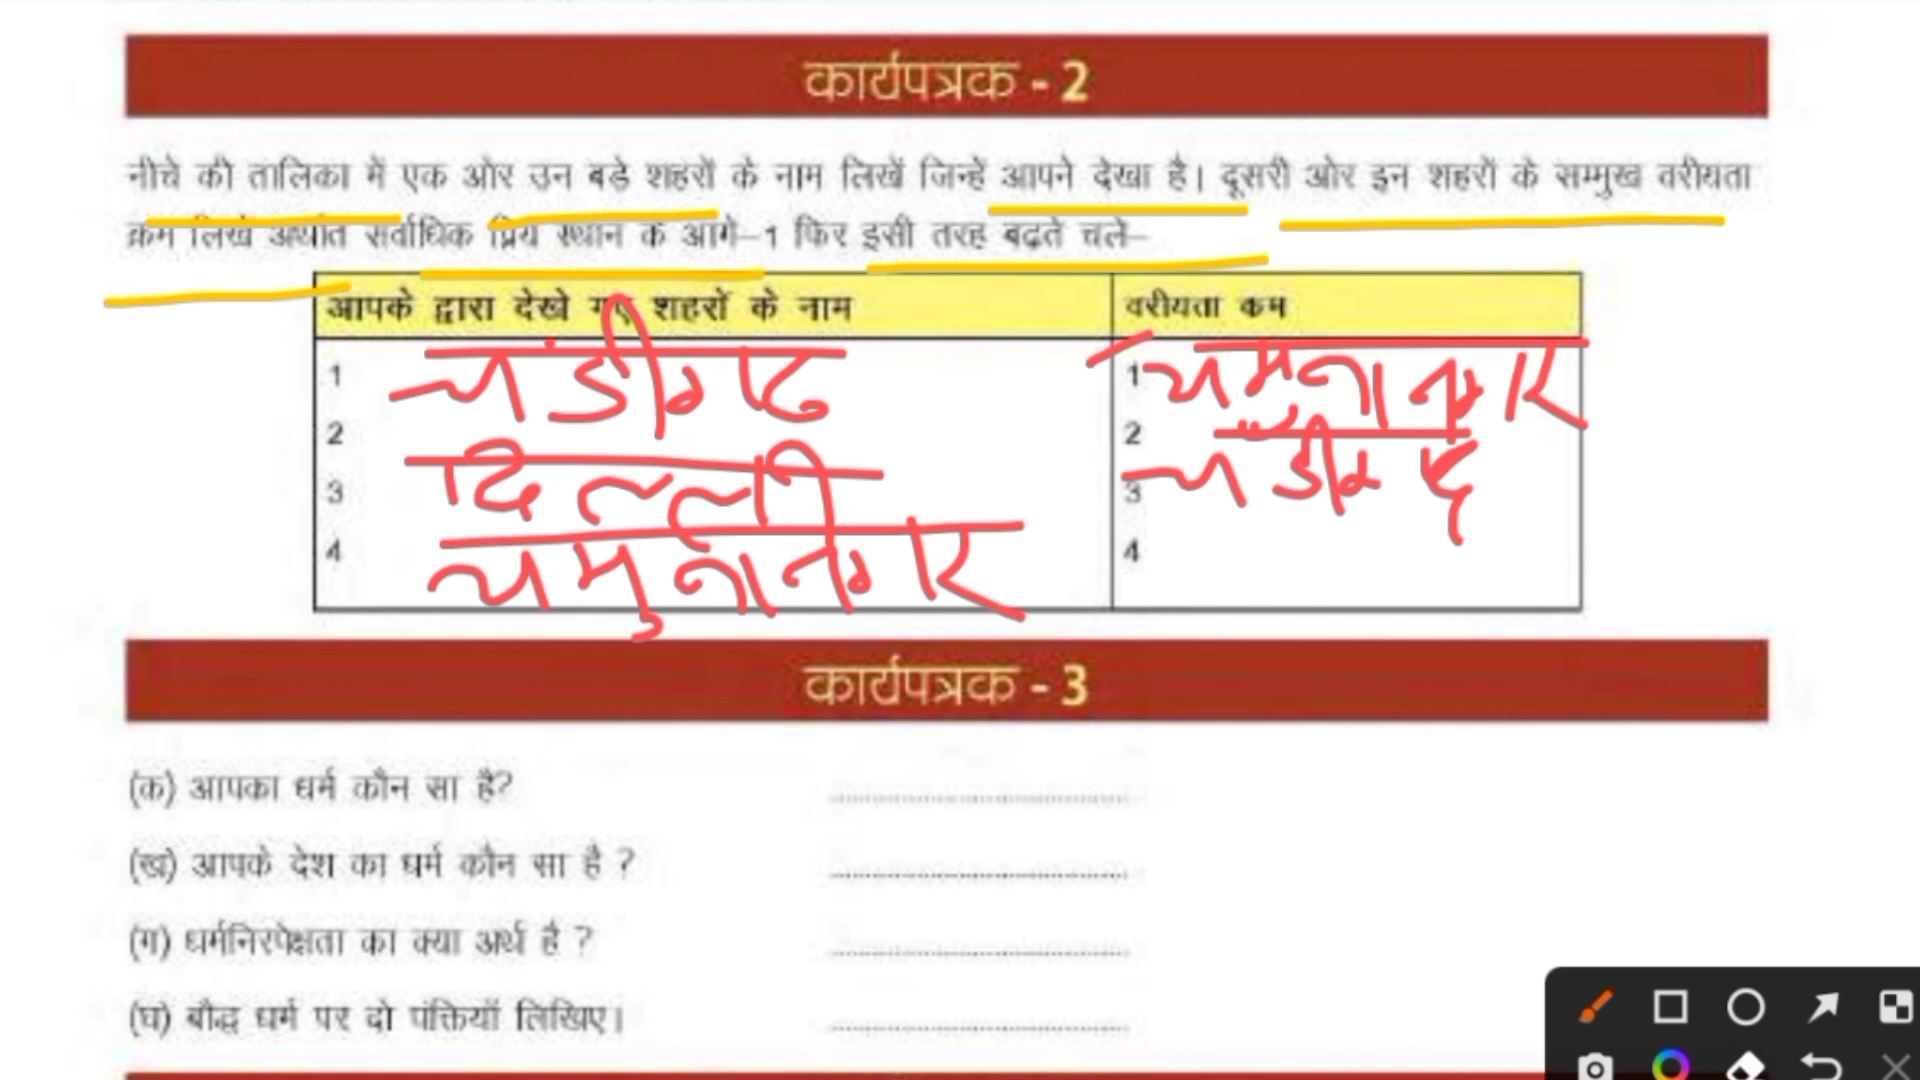 कार्यपत्रक - 2
नीचे की तालिका में एक ओर उन बडे शहरों के नाम लिखें जिन्हें आपने देखा है। दूसरी ओर इन शहरों के सम्मुख वरीयता
क्रम लिखें अर्थात सर्वाधिक प्रिय स्थान के आगे–1 फिर इसी तरह बढ़ते चलें–
आपके द्वारा देखे गए शहरों के नाम वरीयता कम
1 चंडीगढ 1 यमुनानगर
2 2
3 दिल्ली 3 चंडीगढ़
4 यमुनानगर 4
कार्यपत्रक - 3
(क) आपका धर्म कौन सा है? ....................
(ख) आपके देश का धर्म कौन सा है ? ....................
(ग) धर्मनिरपेक्षता का क्या अर्थ है ? ....................
(घ) बौद्ध धर्म पर दो पंक्तियाँ लिखिए। ....................